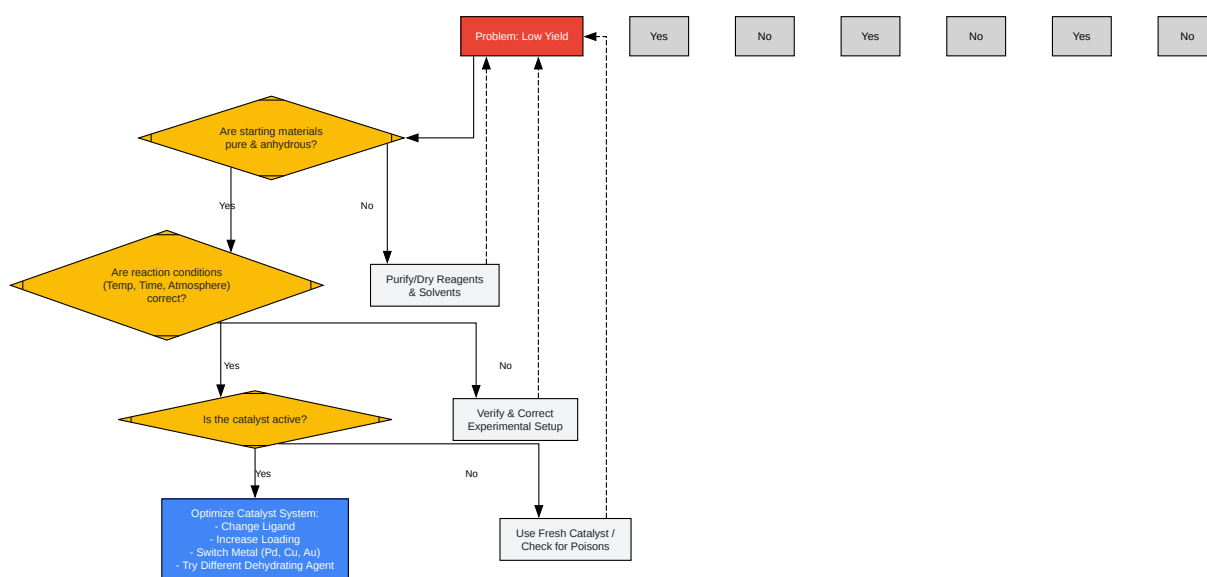 Problem: Low Yield
Yes
No
Yes
No
Yes
No
Are starting materials
pure & anhydrous?
Yes
No
Are reaction conditions
(Temp, Time, Atmosphere)
correct?
Purify/Dry Reagents
& Solvents
Yes
No
Is the catalyst active?
Verify & Correct
Experimental Setup
Yes
No
Optimize Catalyst System:
- Change Ligand
- Increase Loading
- Switch Metal (Pd, Cu, Au)
- Try Different Dehydrating Agent
Use Fresh Catalyst /
Check for Poisons